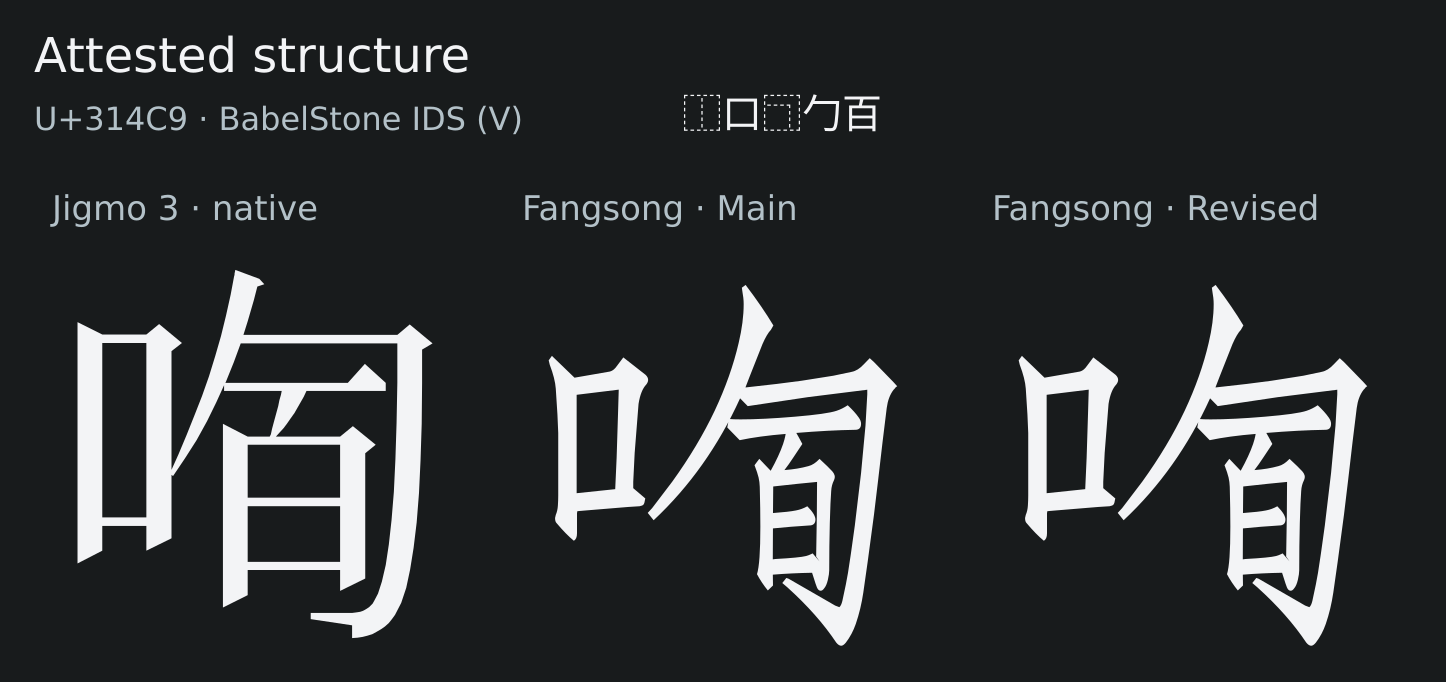 Attested structure
U+314C9 · BabelStone IDS (V) ⿰口⿹勹百
Jigmo 3 · native Fangsong · Main Fangsong · Revised
𱓉 𱓉 𱓉